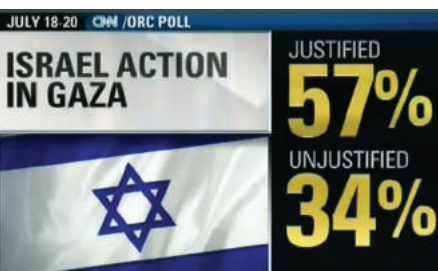 JULY 18-20 CNN /ORC POLL
ISRAEL ACTION
IN GAZA
JUSTIFIED
57%
UNJUSTIFIED
34%